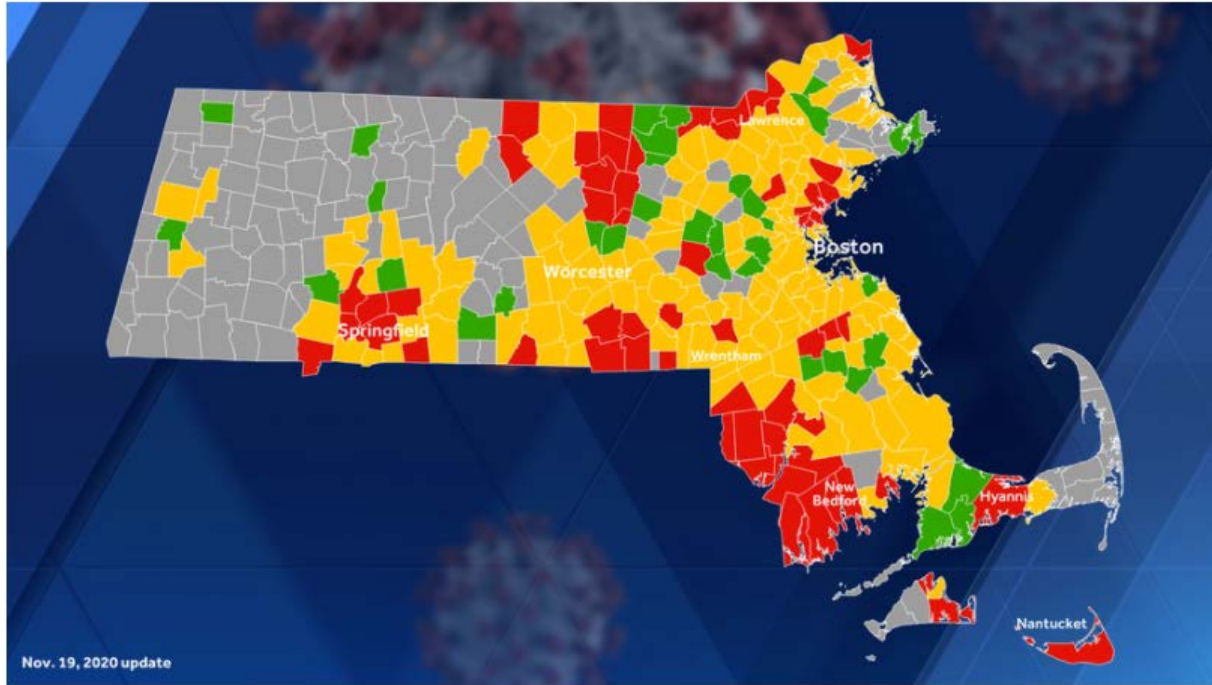 Lawrence
Boston
Worcester
Springfield
Wrentham
New
Bedford
Hyannis
Nantucket
Nov. 19, 2020 update